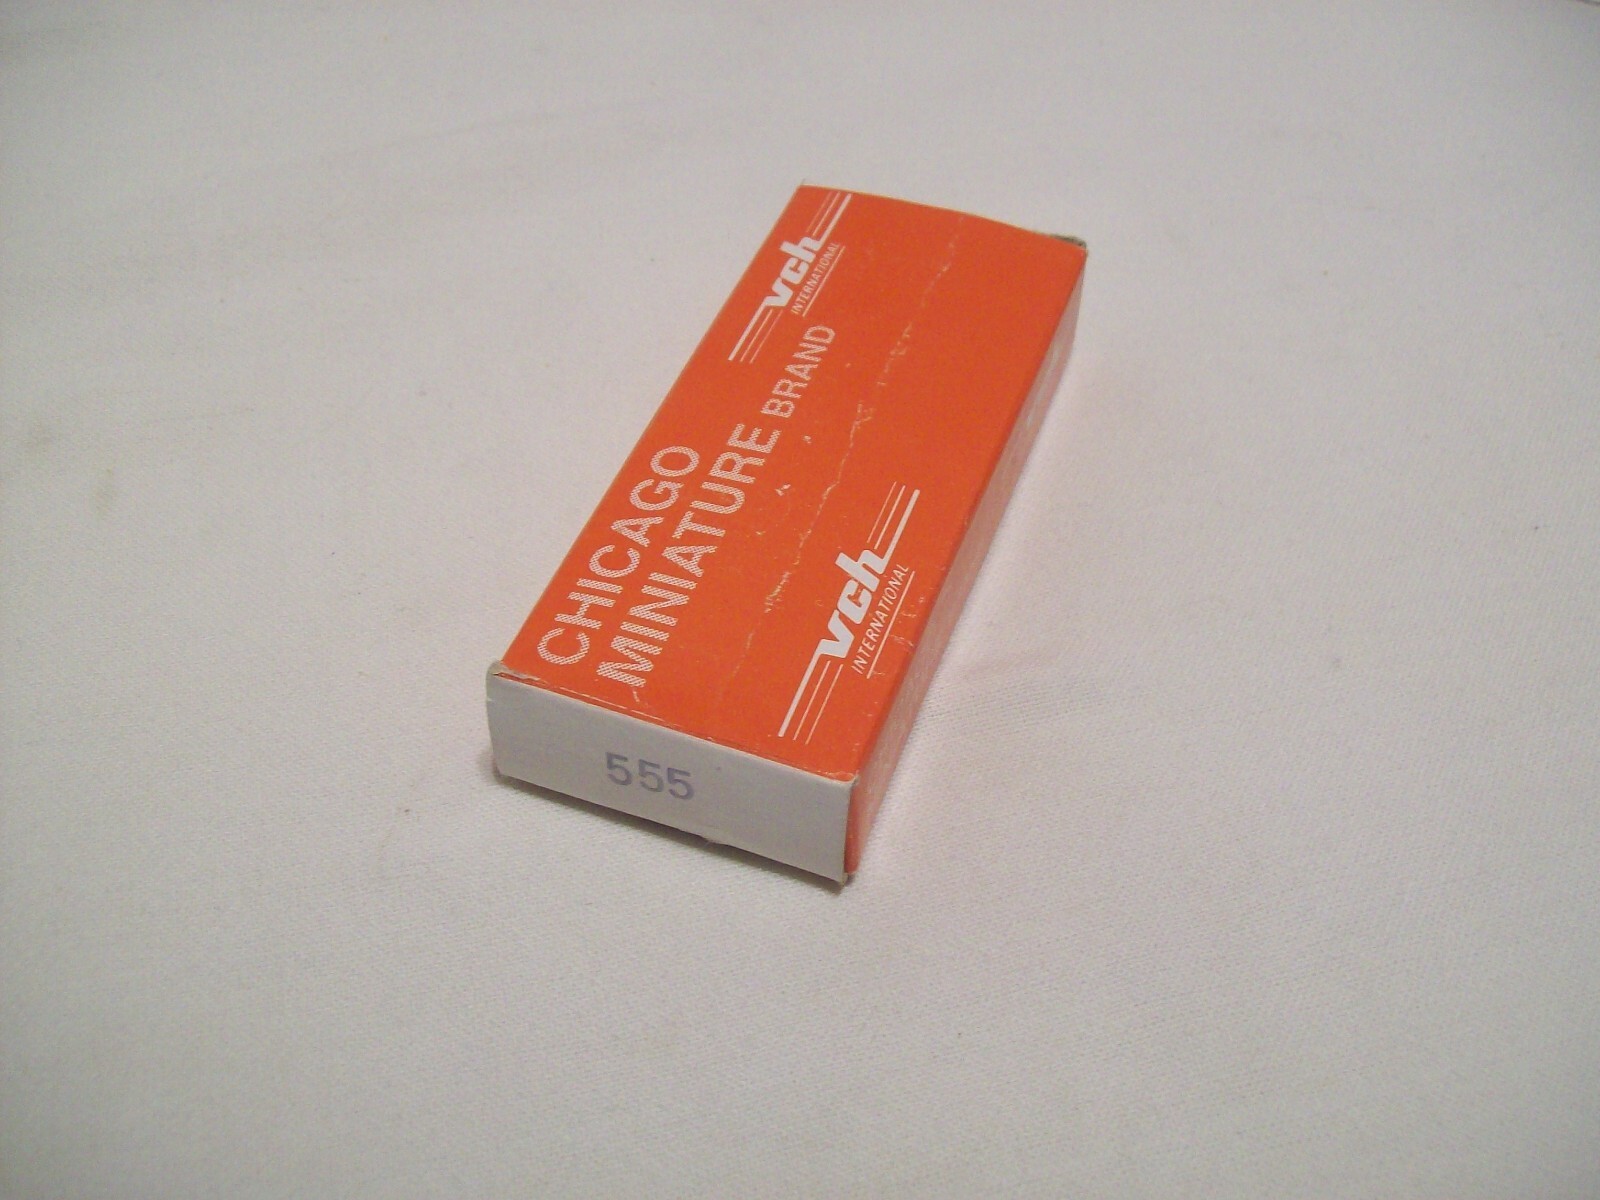 CHICAGO
MINIATURE BRAND
vch
INTERNATIONAL
vch
INTERNATIONAL
555